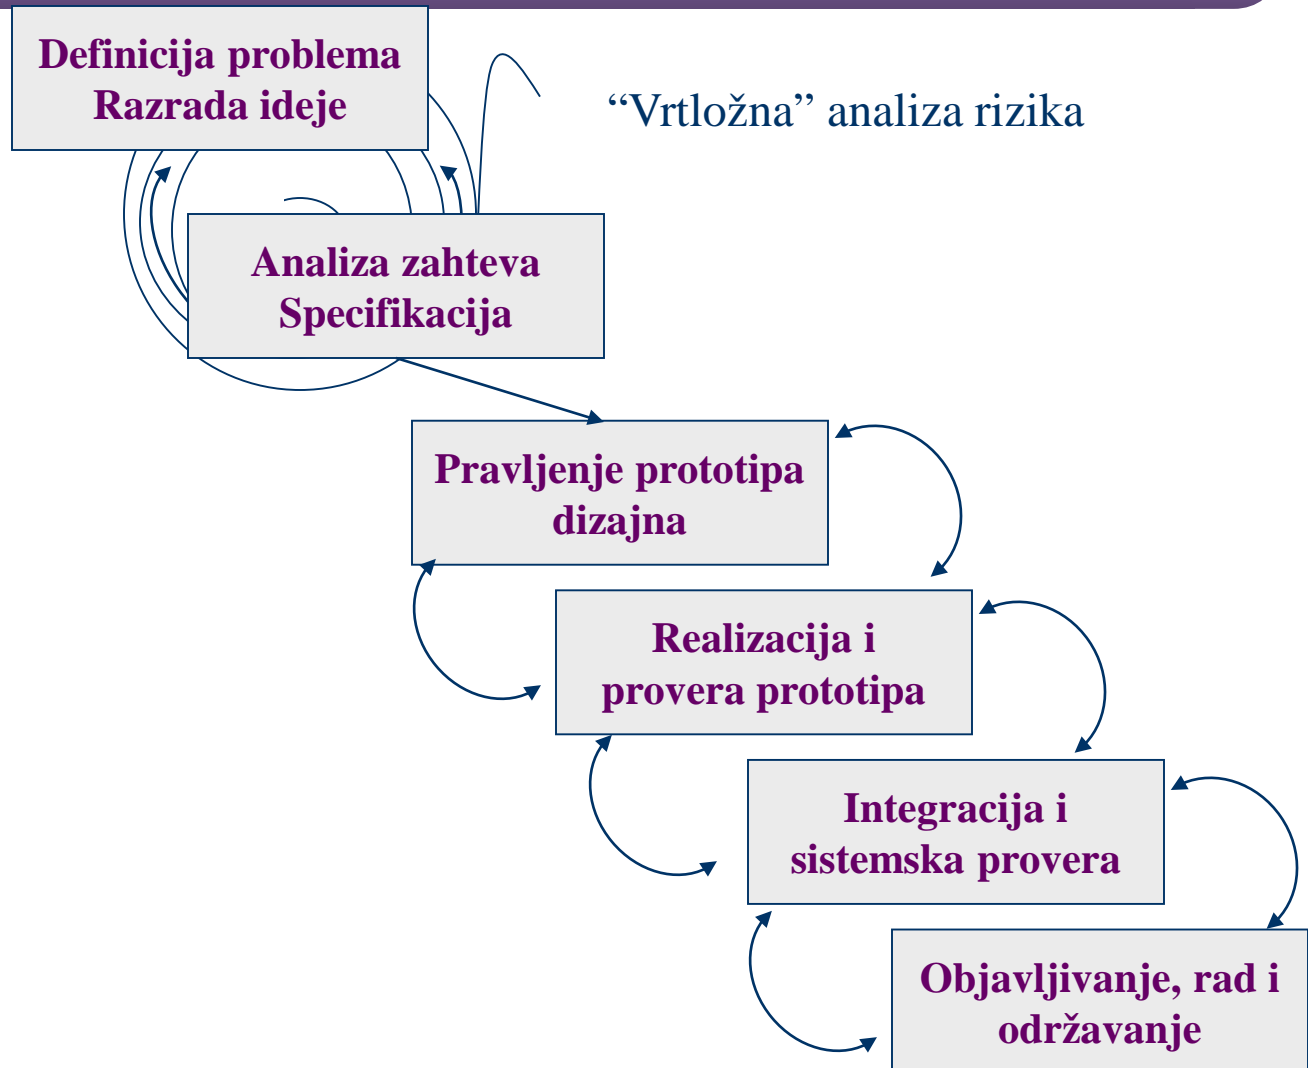 Definicija problema
Razrada ideje
“Vrtložna” analiza rizika
Analiza zahteva
Specifikacija
Pravljenje prototipa
dizajna
Realizacija i
provera prototipa
Integracija i
sistemska provera
Objavljivanje, rad i
održavanje